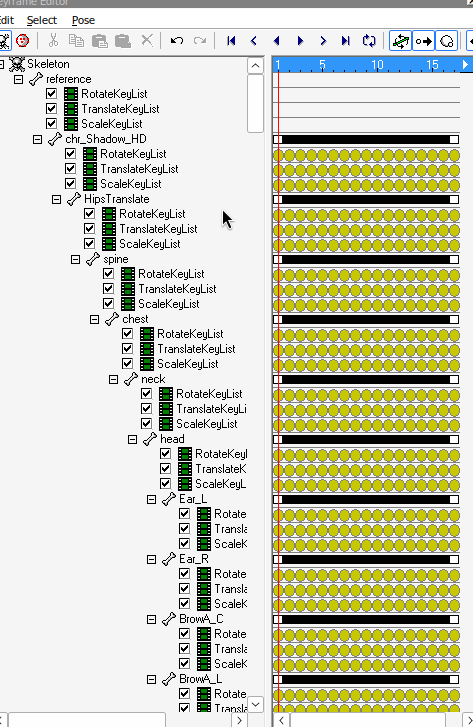 eyframe Editor
Edit Select Pose
Skeleton
1 5 10 15
reference
RotateKeyList
TranslateKeyList
ScaleKeyList
chr_Shadow_HD
RotateKeyList
TranslateKeyList
ScaleKeyList
HipsTranslate
RotateKeyList
TranslateKeyList
ScaleKeyList
spine
RotateKeyList
TranslateKeyList
ScaleKeyList
chest
RotateKeyList
TranslateKeyList
ScaleKeyList
neck
RotateKeyList
TranslateKeyLi
ScaleKeyList
head
RotateKeyl
TranslateK
ScaleKeyL
Ear_L
Rotate
Transla
ScaleK
Ear_R
Rotate
Transla
ScaleK
BrowA_C
Rotate
Transla
ScaleK
BrowA_L
Rotate
Transla